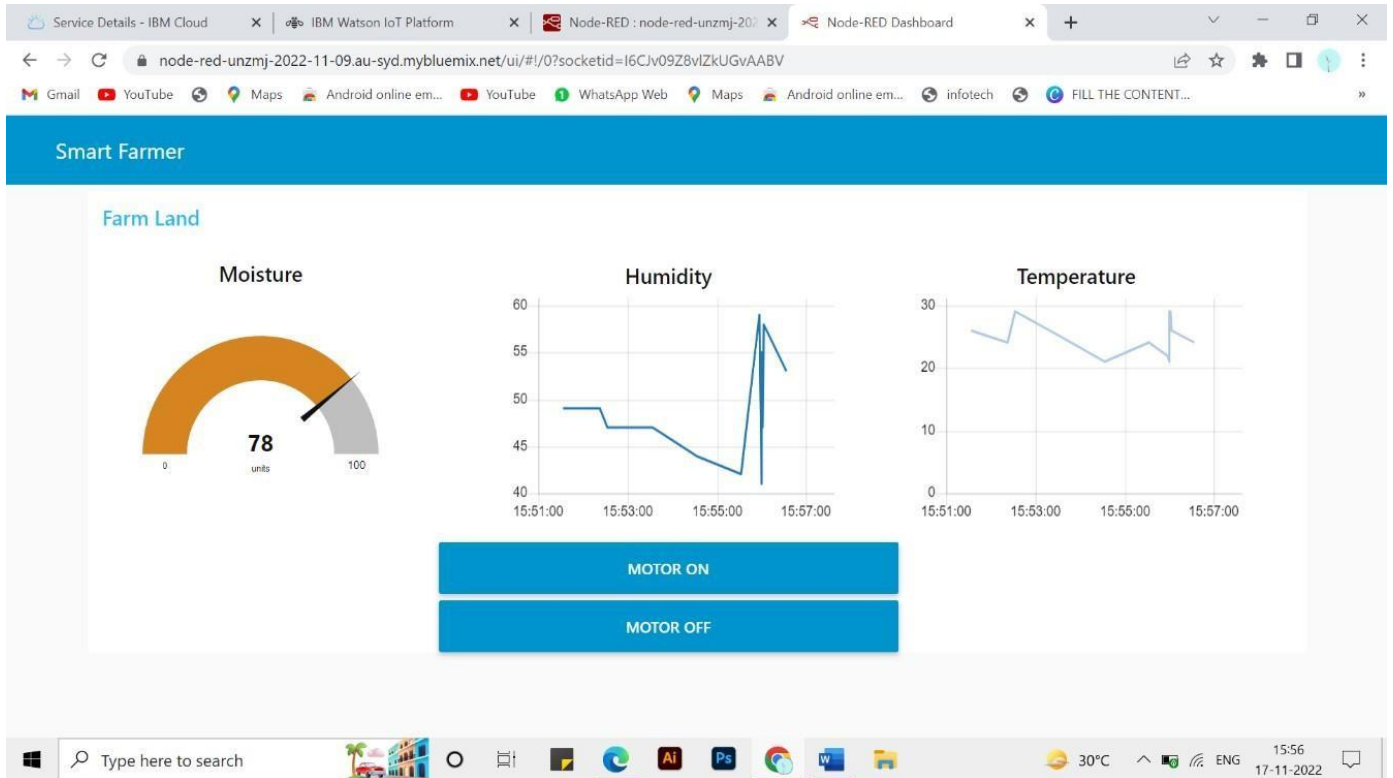 Service Details - IBM Cloud
IBM Watson IoT Platform
Node-RED : node-red-unzmj-202
Node-RED Dashboard
node-red-unzmj-2022-11-09.au-syd.mybluemix.net/ui/#!/0?socketid=I6CJv09Z8vlZkUGvAABV
Gmail
YouTube
Maps
Android online em...
YouTube
WhatsApp Web
Maps
Android online em...
infotech
FILL THE CONTENT...
»
Smart Farmer
Farm Land
Moisture
78
units
0
100
Humidity
60
55
50
45
40
15:51:00 15:53:00 15:55:00 15:57:00
Temperature
30
20
10
0
15:51:00 15:53:00 15:55:00 15:57:00
MOTOR ON
MOTOR OFF
Type here to search
Ai
Ps
30°C
ENG
15:56
17-11-2022